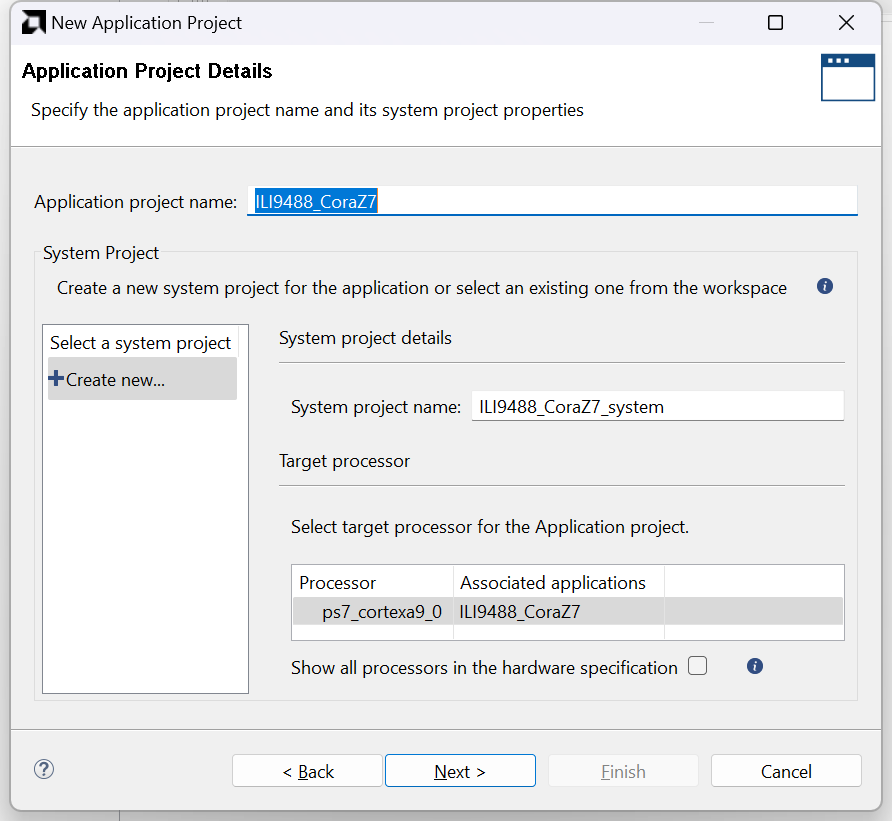 New Application Project
Application Project Details
Specify the application project name and its system project properties
Application project name: ILI9488_CoraZ7
System Project
Create a new system project for the application or select an existing one from the workspace
Select a system project
Create new...
System project details
System project name: ILI9488_CoraZ7_system
Target processor
Select target processor for the Application project.
Processor Associated applications
ps7_cortexa9_0 ILI9488_CoraZ7
Show all processors in the hardware specification
< Back Next > Finish Cancel